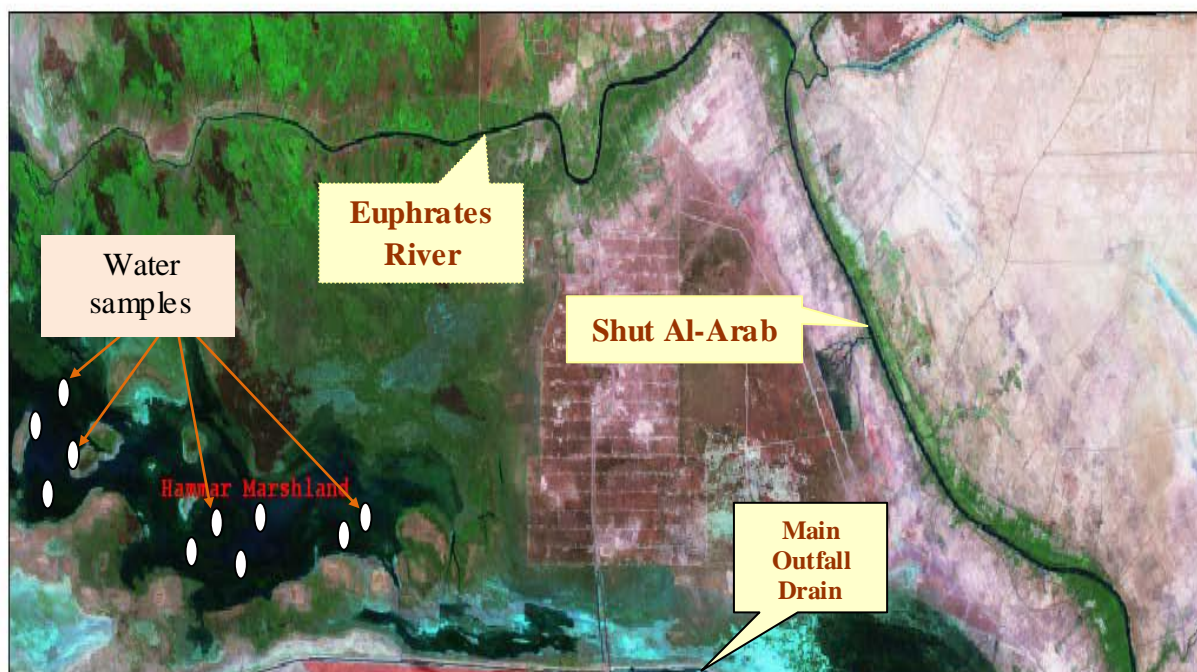 Euphrates
River
Water
samples
Shut Al-Arab
Hammar Marshland
Main
Outfall
Drain